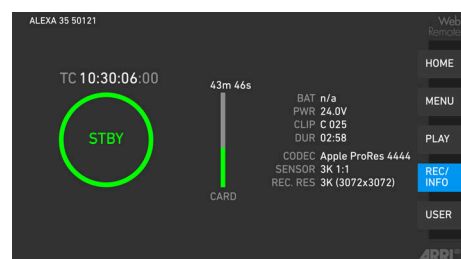 ALEXA 35 50121
Web
Remote
TC 10:30:06:00
STBY
43m 46s
CARD
BAT n/a
PWR 24.0V
CLIP C 025
DUR 02:58
CODEC Apple ProRes 4444
SENSOR 3K 1:1
REC. RES 3K (3072x3072)
HOME
MENU
PLAY
REC/
INFO
USER
ARRI